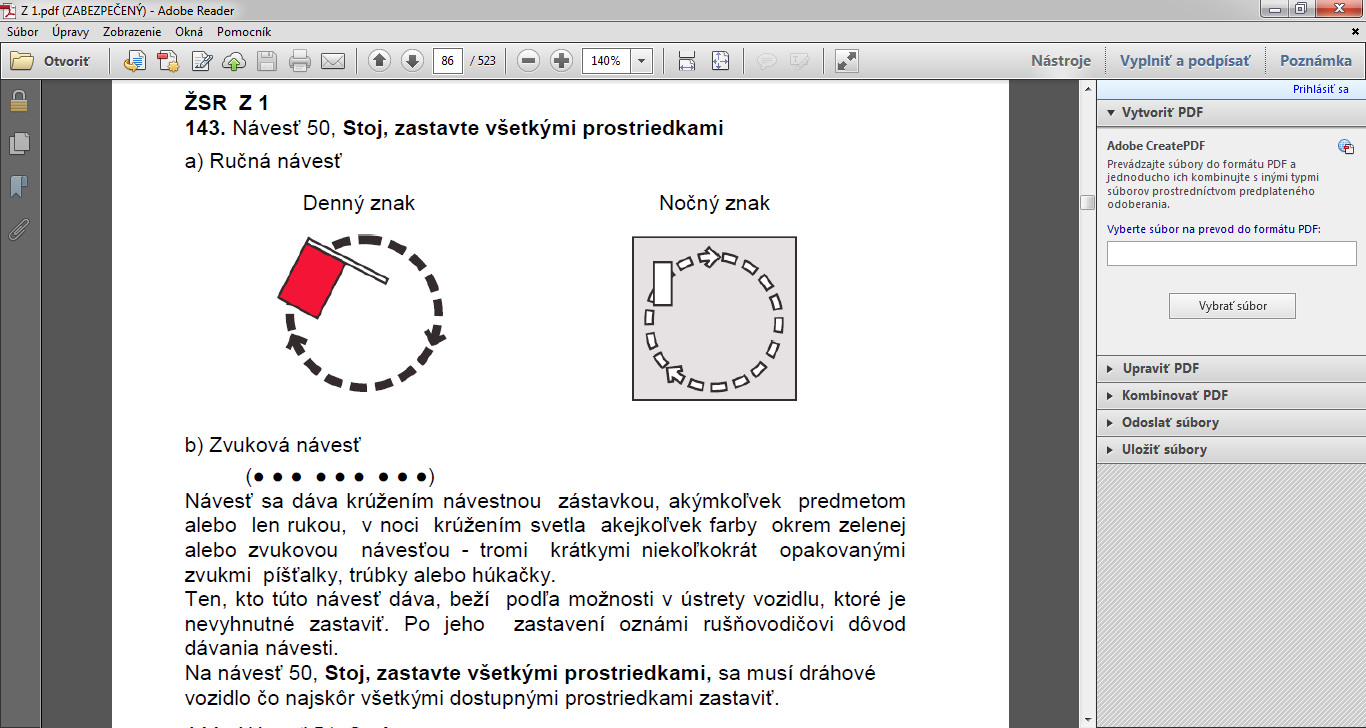 Z 1.pdf (ZABEZPEČENÝ) - Adobe Reader
Súbor Úpravy Zobrazenie Okná Pomocník
Otvoriť 86 / 523 140% Nástroje Vyplniť a podpísať Poznámka
ŽSR Z 1
143. Návesť 50, Stoj, zastavte všetkými prostriedkami
a) Ručná návesť
Denný znak Nočný znak
b) Zvuková návesť
(● ● ● ● ● ● ● ● ●)
Návesť sa dáva krúžením návestnou zástavkou, akýmkoľvek predmetom
alebo len rukou, v noci krúžením svetla akejkoľvek farby okrem zelenej
alebo zvukovou návesťou - tromi krátkymi niekoľkokrát opakovanými
zvukmi píšťalky, trúbky alebo húkačky.
Ten, kto túto návesť dáva, beží podľa možnosti v ústrety vozidlu, ktoré je
nevyhnutné zastaviť. Po jeho zastavení oznámi rušňovodičovi dôvod
dávania návesti.
Na návesť 50, Stoj, zastavte všetkými prostriedkami, sa musí dráhové
vozidlo čo najskôr všetkými dostupnými prostriedkami zastaviť.
Prihlásiť sa
Vytvoriť PDF
Adobe CreatePDF
Prevádzajte súbory do formátu PDF a
jednoducho ich kombinujte s inými typmi
súborov prostredníctvom predplateného
odoberania.
Vyberte súbor na prevod do formátu PDF:
Vybrať súbor
Upraviť PDF
Kombinovať PDF
Odoslať súbory
Uložiť súbory